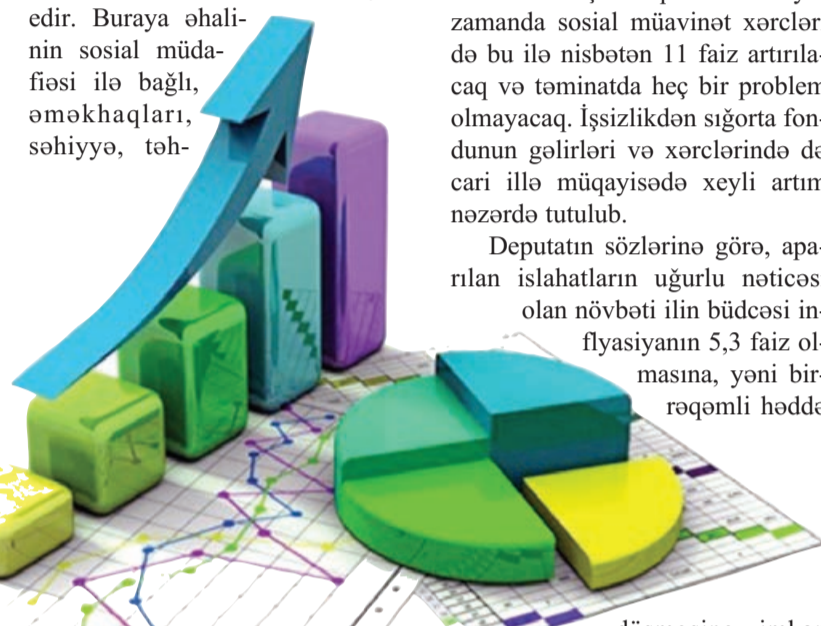 edir. Buraya əhali-
nin sosial müda-
fiəsi ilə bağlı,
əməkhaqları,
səhiyyə, təh-
zamanda sosial müavinət xərclər
də bu ilə nisbətən 11 faiz artırıla-
caq və təminatda heç bir problem
olmayacaq. İşsizlikdən sığorta fon-
dunun gəlirləri və xərclərində də
cari illə müqayisədə xeyli artım
nəzərdə tutulub.
Deputatın sözlərinə görə, apa-
rılan islahatların uğurlu nəticəs
olan növbəti ilin büdcəsi in-
flyasiyanın 5,3 faiz ol-
masına, yəni bir-
rəqəmli həddə